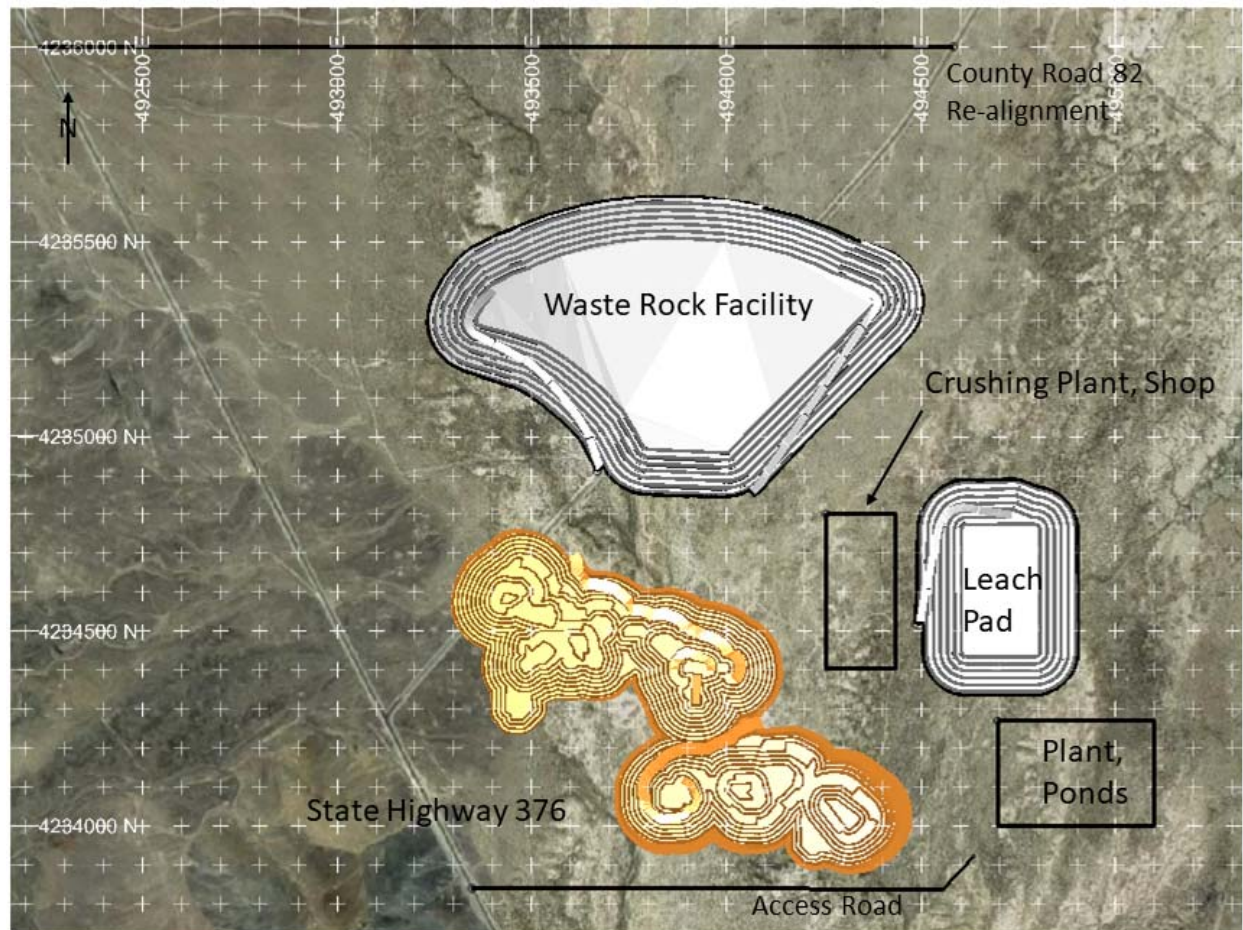 4236000 N
492500
493000
493500
494000
494500
County Road 82
Re-alignment
N
4235500 N
Waste Rock Facility
Crushing Plant, Shop
4235000 N
Leach
Pad
4234500 N
Plant,
Ponds
State Highway 376
4234000 N
Access Road